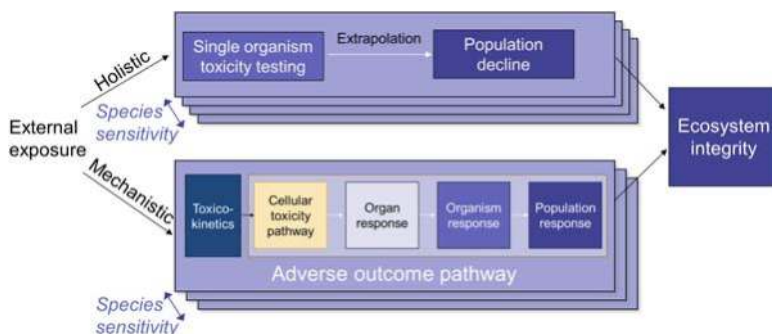 Single organism
toxicity testing
Extrapolation
Population
decline
Holistic
Species
sensitivity
External
exposure
Mechanistic
Ecosystem
integrity
Toxico-
kinetics
Cellular
toxicity
pathway
Organ
response
Organism
response
Population
response
Adverse outcome pathway
Species
sensitivity